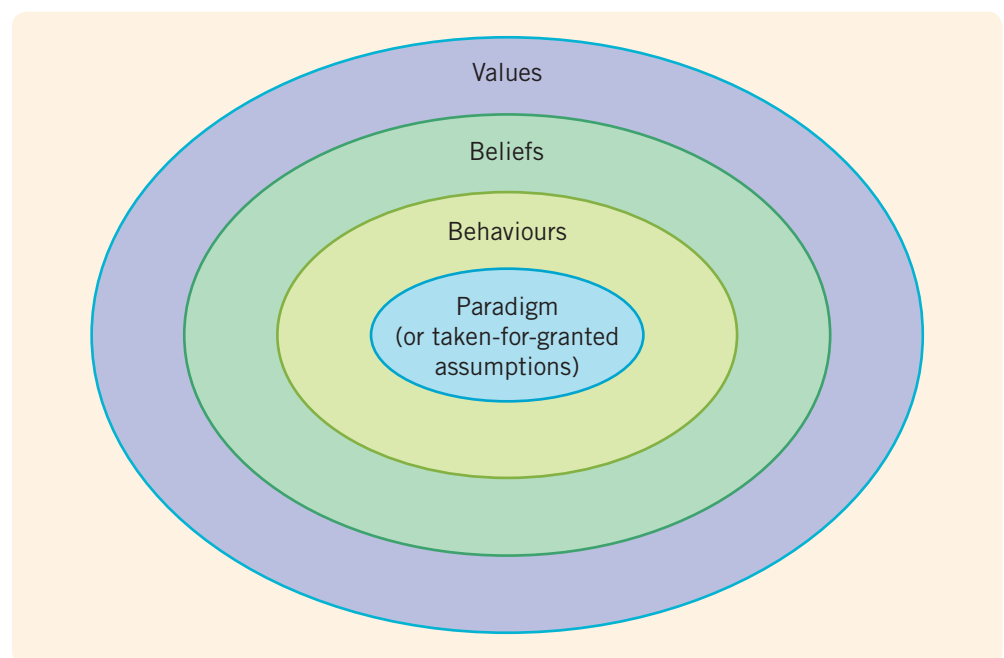 Values
Beliefs
Behaviours
Paradigm
(or taken-for-granted
assumptions)